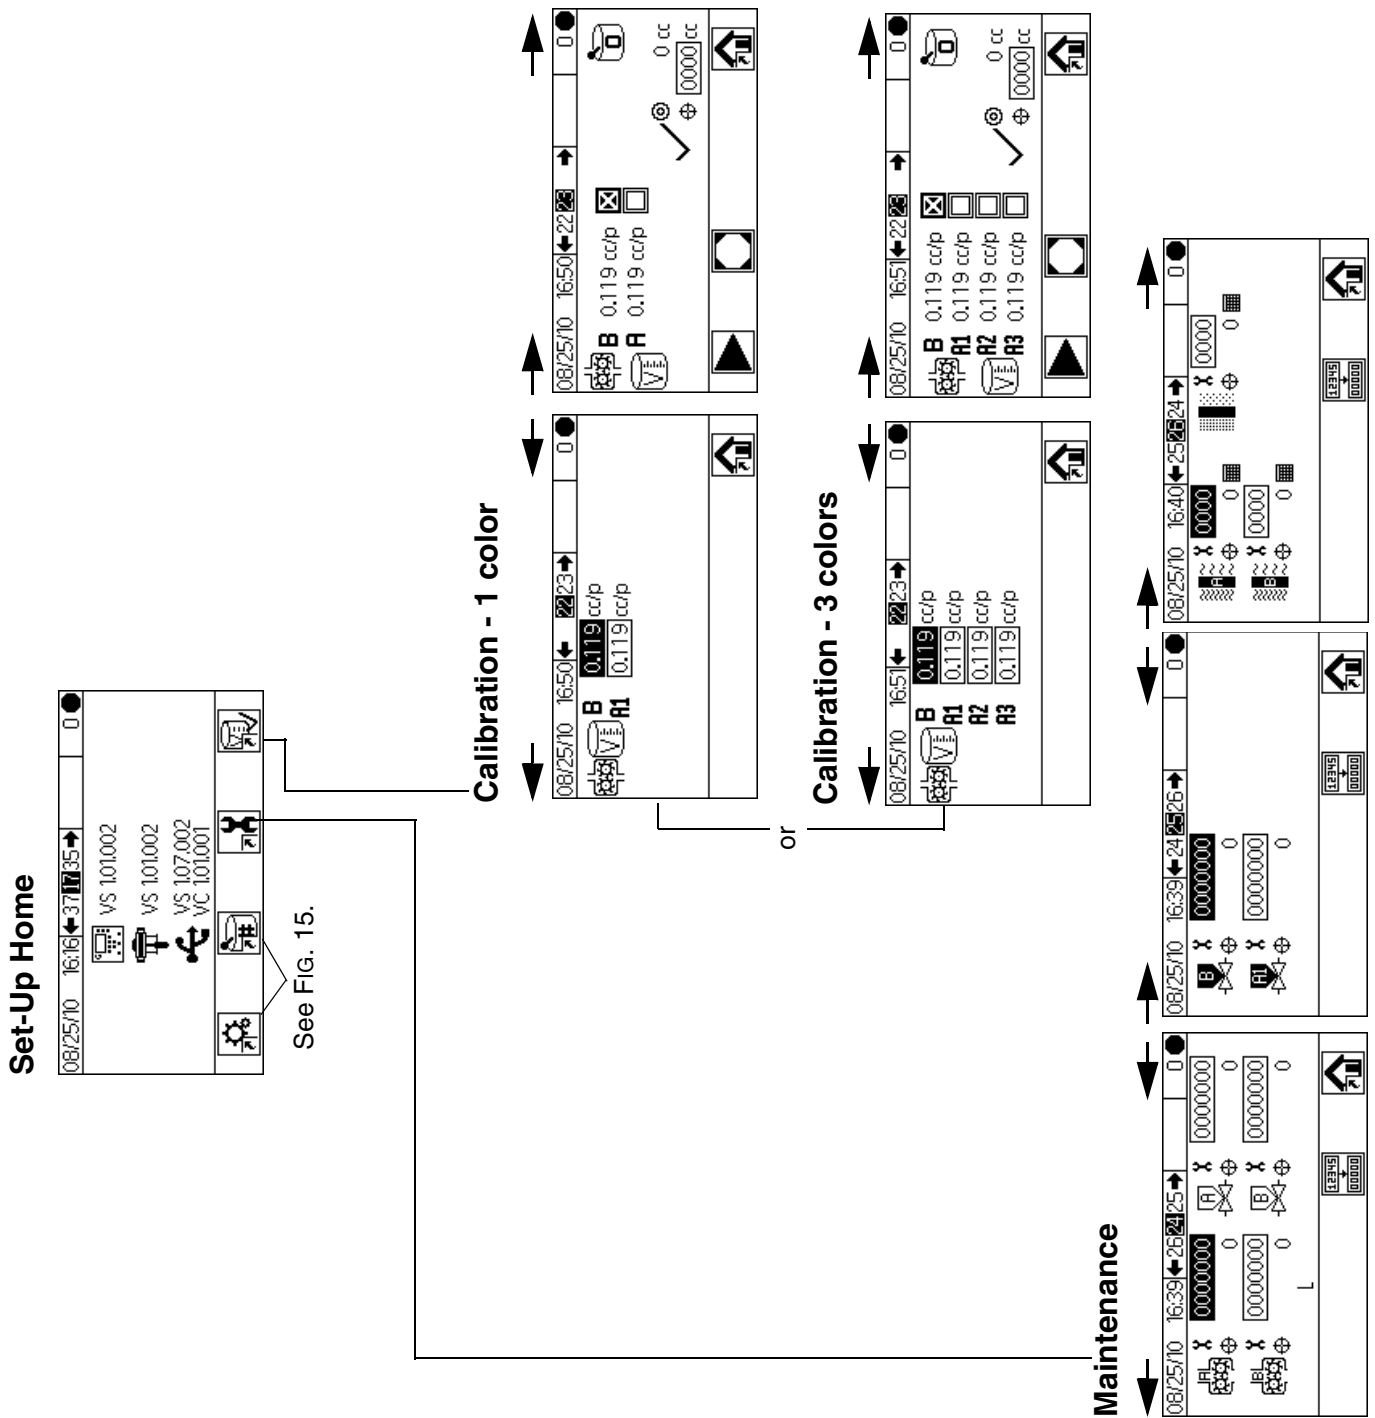 Set-Up Home
08/25/10 16:16 37 17 35 0
VS 1.01.002
VS 1.01.002
VS 1.07.002
VC 1.01.001
#
See FIG. 15.
Calibration - 1 color
08/25/10 16:50 22 23 0
B 0.119 cc/p
A1 0.119 cc/p
08/25/10 16:50 22 23 0
B 0.119 cc/p
A 0.119 cc/p
0 cc
0000 cc
or
Calibration - 3 colors
08/25/10 16:51 22 23 0
B 0.119 cc/p
A1 0.119 cc/p
A2 0.119 cc/p
A3 0.119 cc/p
08/25/10 16:51 22 23 0
B 0.119 cc/p
A1 0.119 cc/p
A2 0.119 cc/p
A3 0.119 cc/p
0 cc
0000 cc
Maintenance
08/25/10 16:39 26 24 25 0
A 0000000 A 0000000
0 0
B 0000000 B 0000000
0 0
L
12345
00000
08/25/10 16:39 24 25 26 0
B 0000000
0
A1 0000000
0
12345
00000
08/25/10 16:40 25 26 24 0
A 0000 0000
0 0
B 0000
0
12345
00000